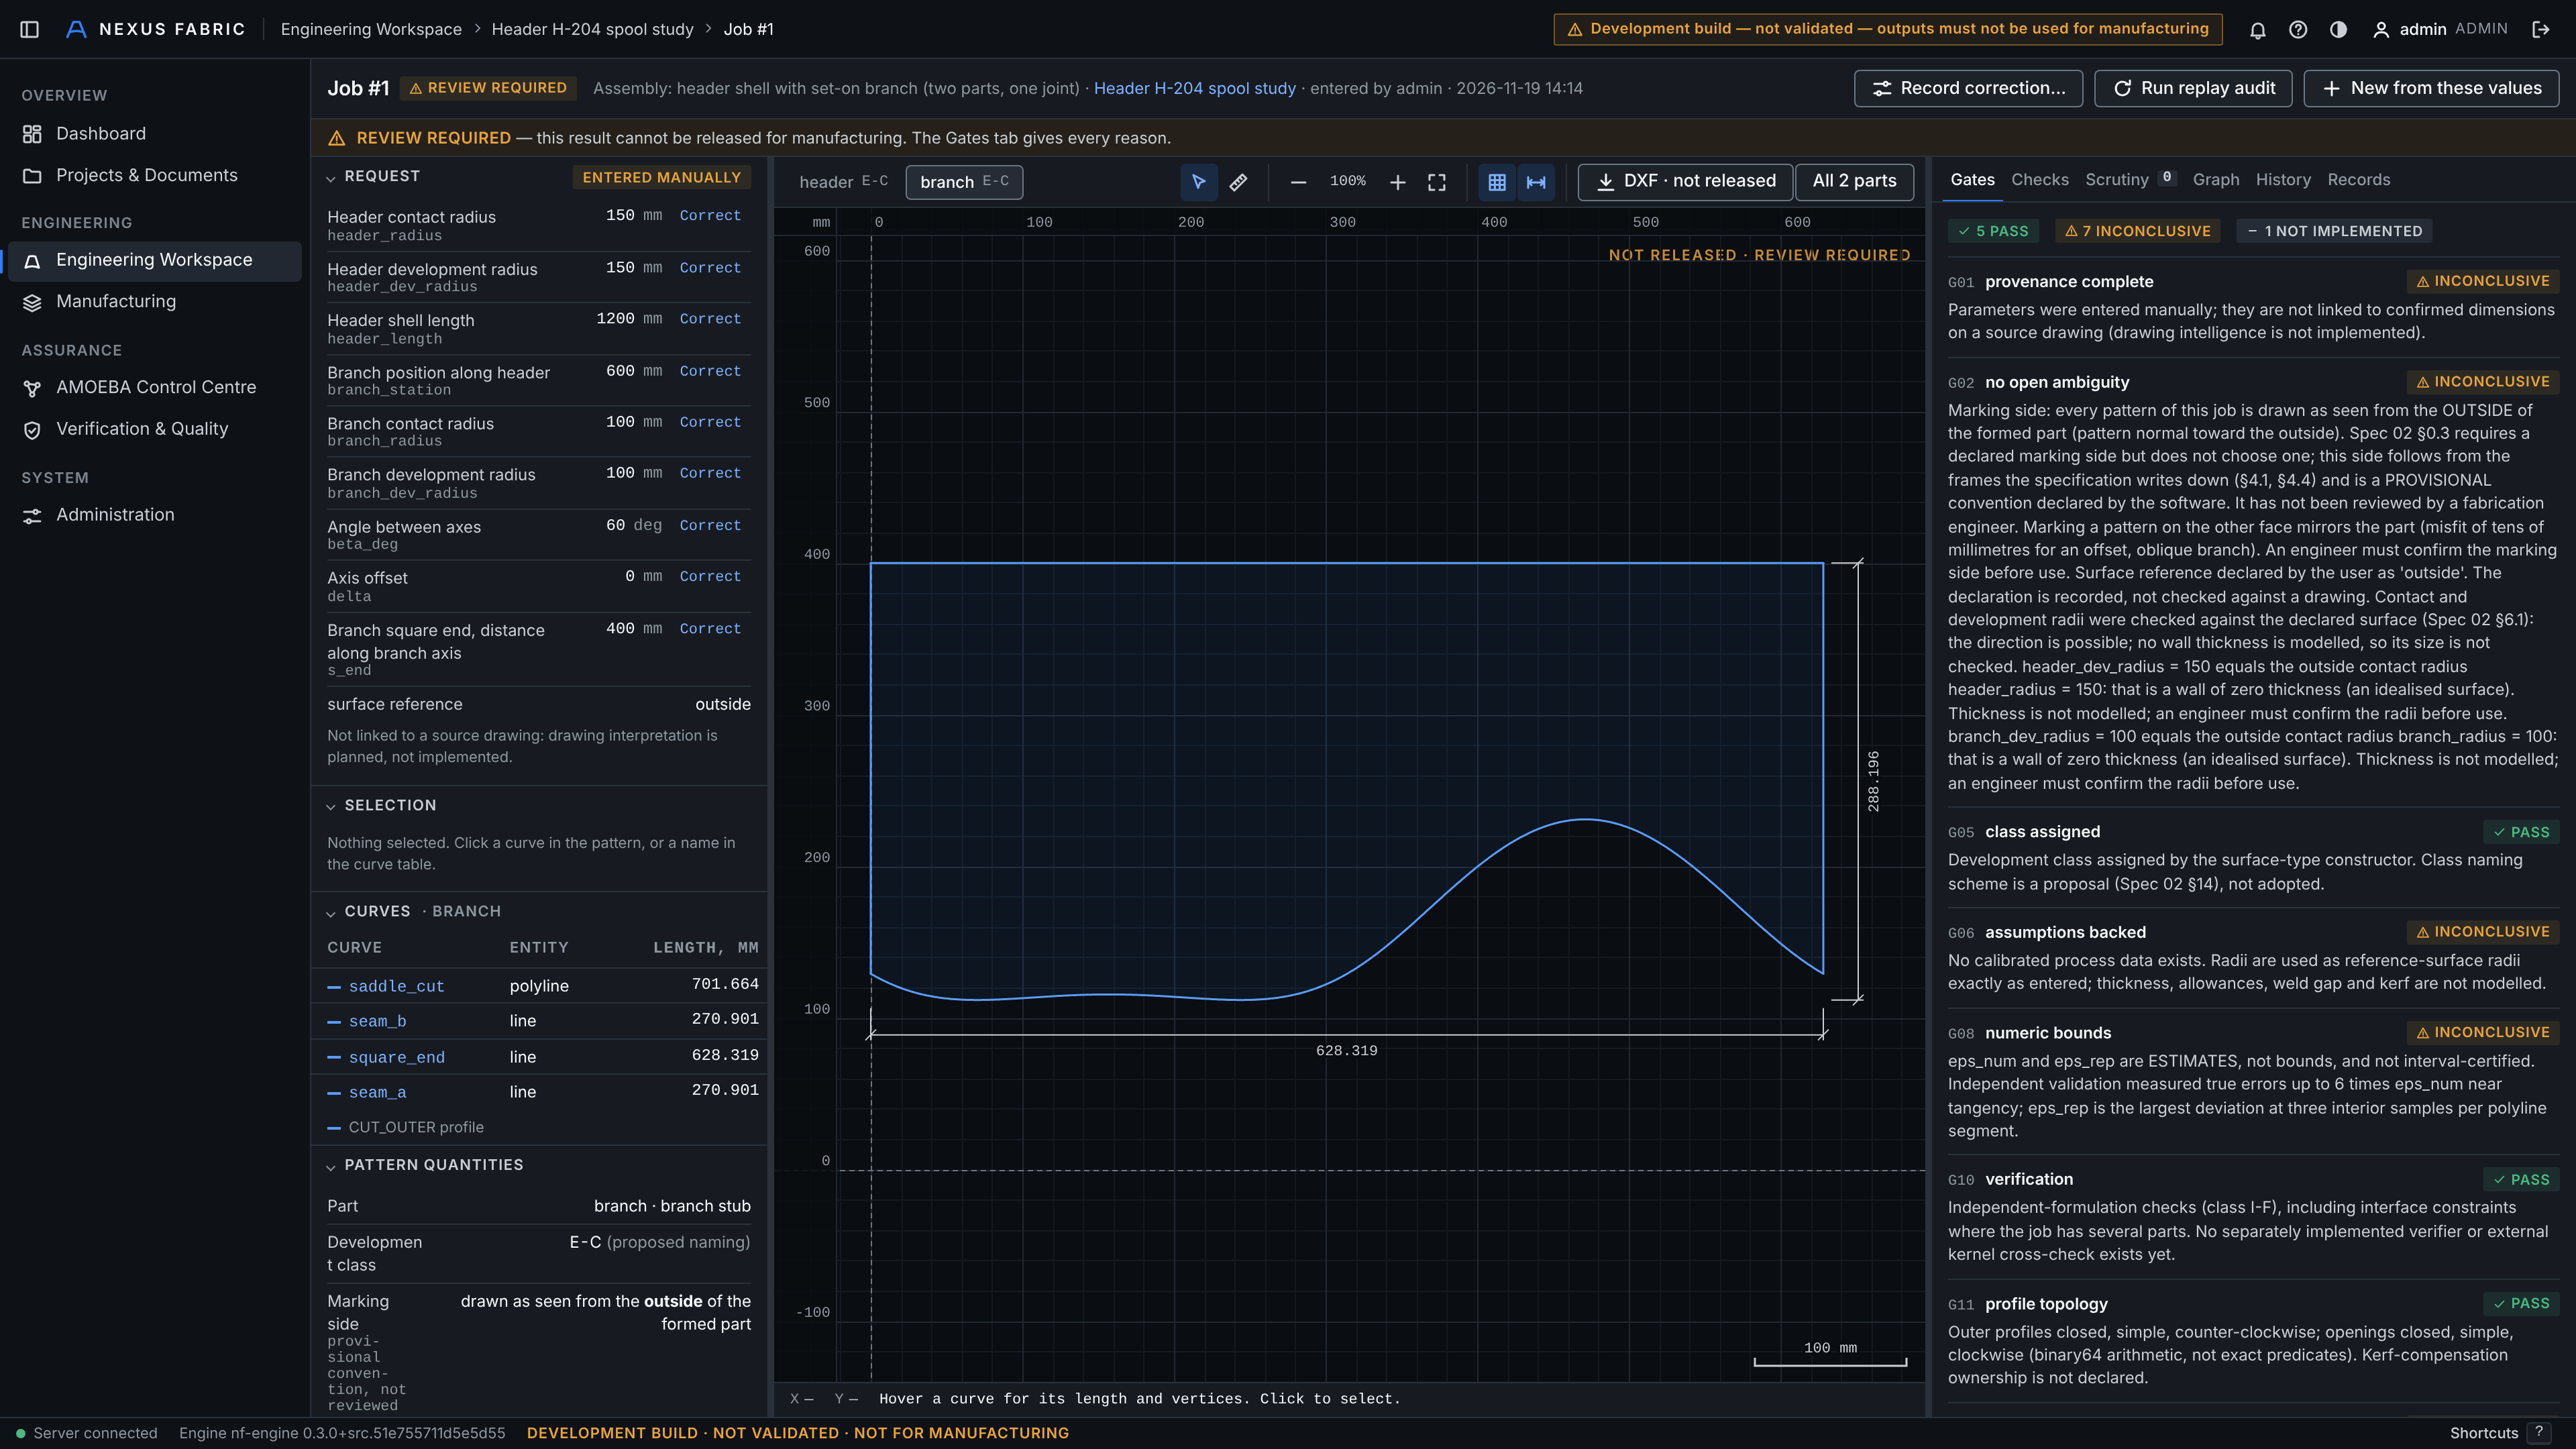 NEXUS FABRIC
Engineering Workspace > Header H-204 spool study > Job #1
Development build — not validated — outputs must not be used for manufacturing
admin ADMIN
OVERVIEW
Dashboard
Projects & Documents
ENGINEERING
Engineering Workspace
Manufacturing
ASSURANCE
AMOEBA Control Centre
Verification & Quality
SYSTEM
Administration
Job #1
REVIEW REQUIRED
Assembly: header shell with set-on branch (two parts, one joint) · Header H-204 spool study · entered by admin · 2026-11-19 14:14
Record correction...
Run replay audit
New from these values
REVIEW REQUIRED — this result cannot be released for manufacturing. The Gates tab gives every reason.
REQUEST
ENTERED MANUALLY
Header contact radius 150 mm Correct
header_radius
Header development radius 150 mm Correct
header_dev_radius
Header shell length 1200 mm Correct
header_length
Branch position along header 600 mm Correct
branch_station
Branch contact radius 100 mm Correct
branch_radius
Branch development radius 100 mm Correct
branch_dev_radius
Angle between axes 60 deg Correct
beta_deg
Axis offset 0 mm Correct
delta
Branch square end, distance 400 mm Correct
along branch axis
s_end
surface reference outside
Not linked to a source drawing: drawing interpretation is
planned, not implemented.
SELECTION
Nothing selected. Click a curve in the pattern, or a name in
the curve table.
CURVES · BRANCH
CURVE ENTITY LENGTH, MM
saddle_cut polyline 701.664
seam_b line 270.901
square_end line 628.319
seam_a line 270.901
CUT_OUTER profile
PATTERN QUANTITIES
Part branch · branch stub
Developmen E-C (proposed naming)
t class
Marking drawn as seen from the outside of the
side formed part
provi-
sional
conven-
tion, not
reviewed
header E-C
branch E-C
100%
DXF · not released
All 2 parts
mm 0 100 200 300 400 500 600
NOT RELEASED · REVIEW REQUIRED
600
500
400
300
200
100
0
-100
288.196
628.319
100 mm
X — Y — Hover a curve for its length and vertices. Click to select.
Gates Checks Scrutiny 0 Graph History Records
5 PASS
7 INCONCLUSIVE
1 NOT IMPLEMENTED
G01 provenance complete INCONCLUSIVE
Parameters were entered manually; they are not linked to confirmed dimensions
on a source drawing (drawing intelligence is not implemented).
G02 no open ambiguity INCONCLUSIVE
Marking side: every pattern of this job is drawn as seen from the OUTSIDE of
the formed part (pattern normal toward the outside). Spec 02 §0.3 requires a
declared marking side but does not choose one; this side follows from the
frames the specification writes down (§4.1, §4.4) and is a PROVISIONAL
convention declared by the software. It has not been reviewed by a fabrication
engineer. Marking a pattern on the other face mirrors the part (misfit of tens of
millimetres for an offset, oblique branch). An engineer must confirm the marking
side before use. Surface reference declared by the user as 'outside'. The
declaration is recorded, not checked against a drawing. Contact and
development radii were checked against the declared surface (Spec 02 §6.1):
the direction is possible; no wall thickness is modelled, so its size is not
checked. header_dev_radius = 150 equals the outside contact radius
header_radius = 150: that is a wall of zero thickness (an idealised surface).
Thickness is not modelled; an engineer must confirm the radii before use.
branch_dev_radius = 100 equals the outside contact radius branch_radius = 100:
that is a wall of zero thickness (an idealised surface). Thickness is not modelled;
an engineer must confirm the radii before use.
G05 class assigned PASS
Development class assigned by the surface-type constructor. Class naming
scheme is a proposal (Spec 02 §14), not adopted.
G06 assumptions backed INCONCLUSIVE
No calibrated process data exists. Radii are used as reference-surface radii
exactly as entered; thickness, allowances, weld gap and kerf are not modelled.
G08 numeric bounds INCONCLUSIVE
eps_num and eps_rep are ESTIMATES, not bounds, and not interval-certified.
Independent validation measured true errors up to 6 times eps_num near
tangency; eps_rep is the largest deviation at three interior samples per polyline
segment.
G10 verification PASS
Independent-formulation checks (class I-F), including interface constraints
where the job has several parts. No separately implemented verifier or external
kernel cross-check exists yet.
G11 profile topology PASS
Outer profiles closed, simple, counter-clockwise; openings closed, simple,
clockwise (binary64 arithmetic, not exact predicates). Kerf-compensation
ownership is not declared.
Server connected
Engine nf-engine 0.3.0+src.51e755711d5e5d55
DEVELOPMENT BUILD · NOT VALIDATED · NOT FOR MANUFACTURING
Shortcuts ?